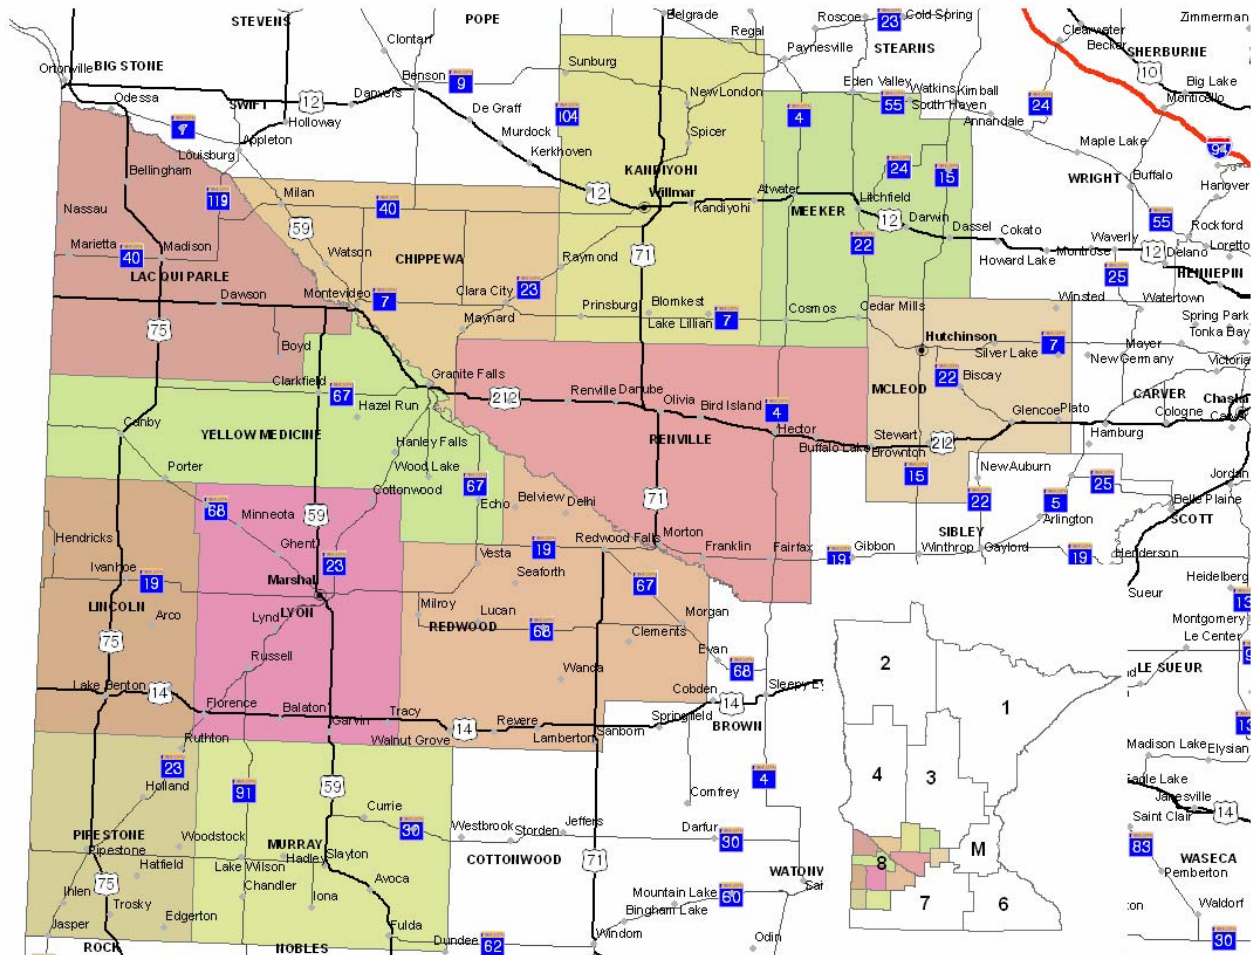 STEVENS
POPE
Belgrade
Roscoe
23
Cold Spring
Zimmerman
Clontarf
Regal
Paynesville
STEARNS
Clearwater
Becker
SHERBURNE
Ortonville
BIG STONE
Benson
9
Sunburg
10
Big Lake
Odessa
SWIFT
12
Danvers
De Graff
104
New London
4
Eden Valley
55
Watkins
Kimball
South Haven
24
Monticello
Annandale
Holloway
Appleton
Murdock
Spicer
Maple Lake
94
Louisburg
Kerkhoven
Bellingham
KANDIYOHI
24
15
WRIGHT
Buffalo
Hanover
119
Milan
40
12
Willmar
Atwater
Litchfield
Nassau
59
Kandiyohi
MEEKER
12
Darwin
55
Rockford
Marietta
40
Madison
Watson
CHIPPEWA
71
22
Dassel
Cokato
Waverly
Loretto
LAC QUI PARLE
Raymond
Howard Lake
Montrose
12
Delano
HENNEPIN
Dawson
Montevideo
7
Clara City
23
Prinsburg
Blomkest
Lake Lillian
7
Cosmos
Cedar Mills
25
Winsted
Watertown
75
Maynard
Hutchinson
Spring Park
Tonka Bay
Boyd
Silver Lake
7
Mayer
New Germany
Victoria
Clarkfield
67
Granite Falls
212
Renville
Danube
Olivia
Bird Island
4
MCLEOD
22
Biscay
CARVER
Hazel Run
Glencoe
Plato
Cologne
Canby
YELLOW MEDICINE
Hanley Falls
RENVILLE
Hector
Buffalo Lake
Stewart
Brownton
212
Hamburg
Porter
Wood Lake
New Auburn
Jordan
68
Cottonwood
67
Echo
Belview
Delhi
71
15
22
25
5
Belle Plaine
Minneota
59
Arlington
SCOTT
Hendricks
Ghent
Redwood Falls
Morton
SIBLEY
Ivanhoe
23
Vesta
19
Franklin
Fairfax
19
Gibbon
Winthrop
Gaylord
19
Henderson
19
Marshal
Seaforth
67
Heidelberg
LINCOLN
LYON
Milroy
Lucan
Morgan
Sueur
13
Arco
Lynd
REDWOOD
68
Clements
Montgomery
75
Evan
2
Le Center
Russell
Wanda
68
LE SUEUR
Lake Benton
14
Cobden
14
Sleepy E
1
Florence
Balaton
Tracy
Revere
Springfield
BROWN
Garvin
14
Sanborn
13
Ruthton
Walnut Grove
Lamberton
Madison Lake
Elysian
23
59
4
4
3
Eagle Lake
Holland
91
Currie
Comfrey
Janesville
14
Westbrook
Storden
Jeffers
Darfur
Saint Clair
PIPESTONE
Woodstock
MURRAY
30
30
83
Pipestone
Hadley
Slayton
COTTONWOOD
71
M
WASECA
Hatfield
Lake Wilson
WATONV
8
Pemberton
75
Chandler
Avoca
Mountain Lake
60
Ihlen
Iona
7
6
Waldorf
Trosky
Edgerton
Bingham Lake
Jasper
Fulda
Dundee
62
Windom
Odin
30
ROCK
NOBLES